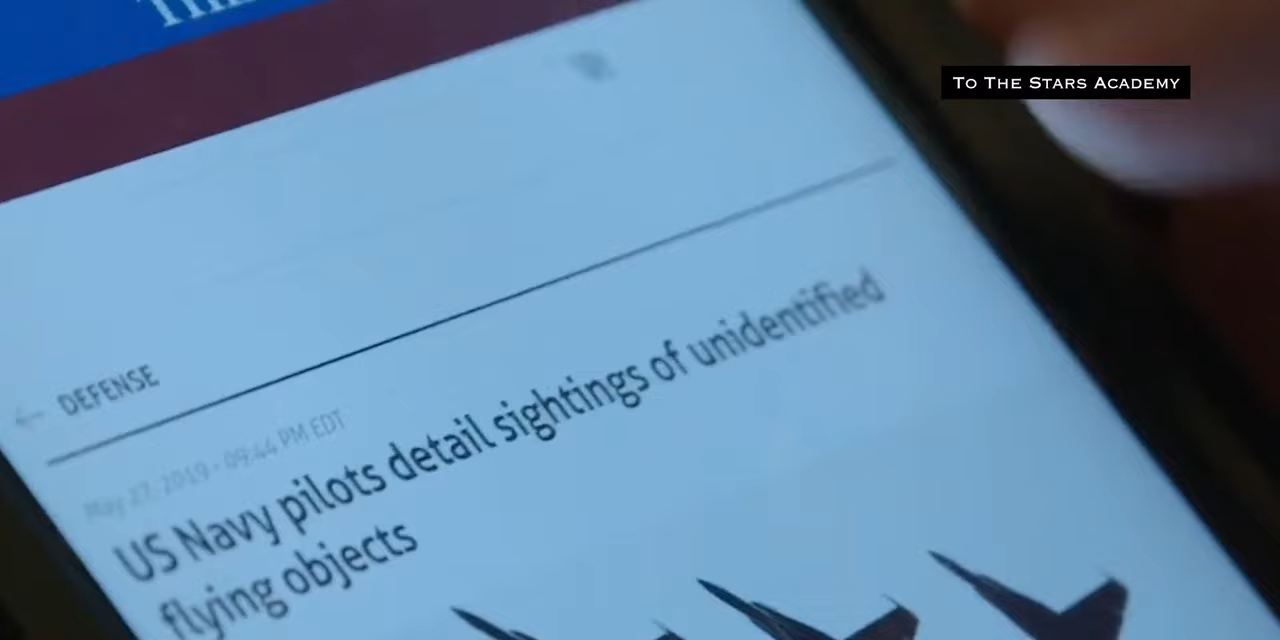 To The Stars Academy
← DEFENSE
May 27, 2019 - 09:44 PM EDT
US Navy pilots detail sightings of unidentified
flying objects